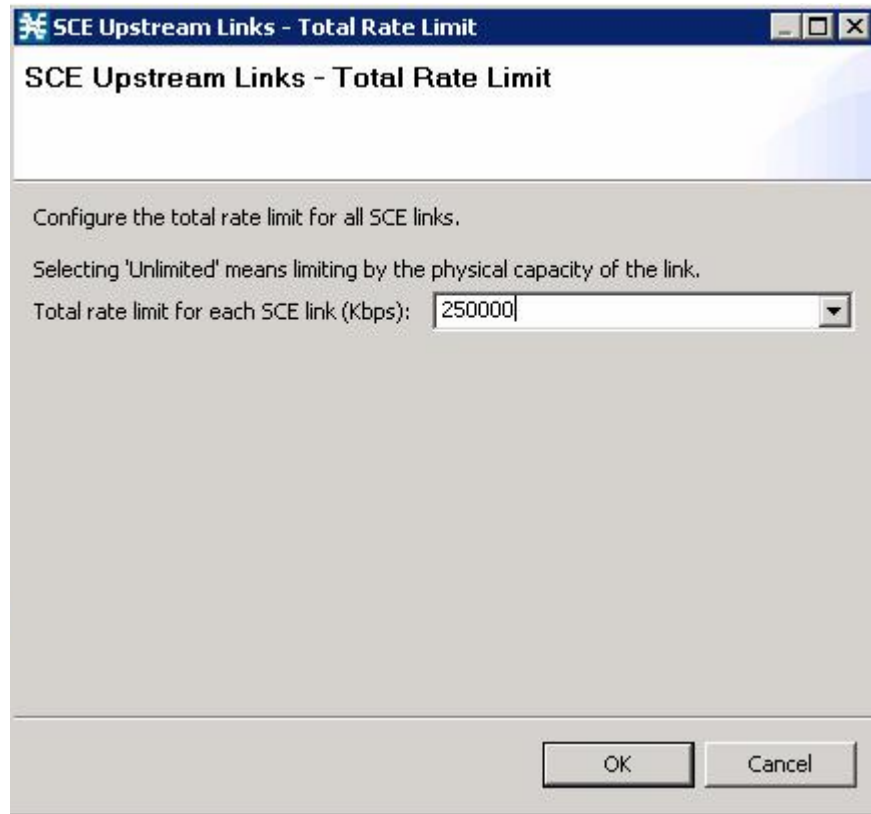 SCE Upstream Links - Total Rate Limit
SCE Upstream Links - Total Rate Limit
Configure the total rate limit for all SCE links.
Selecting 'Unlimited' means limiting by the physical capacity of the link.
Total rate limit for each SCE link (Kbps): 250000
OK Cancel